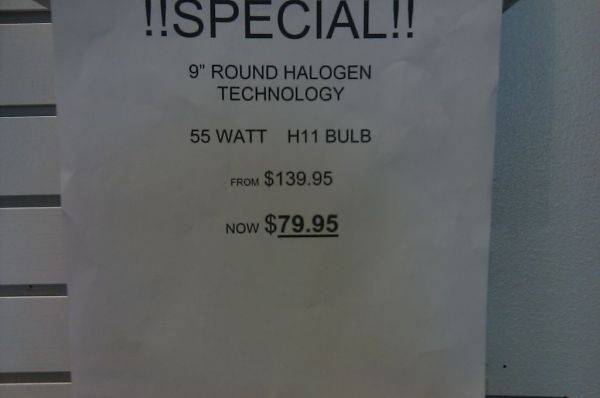 !!SPECIAL!!
9" ROUND HALOGEN
TECHNOLOGY
55 WATT H11 BULB
FROM $139.95
NOW $79.95